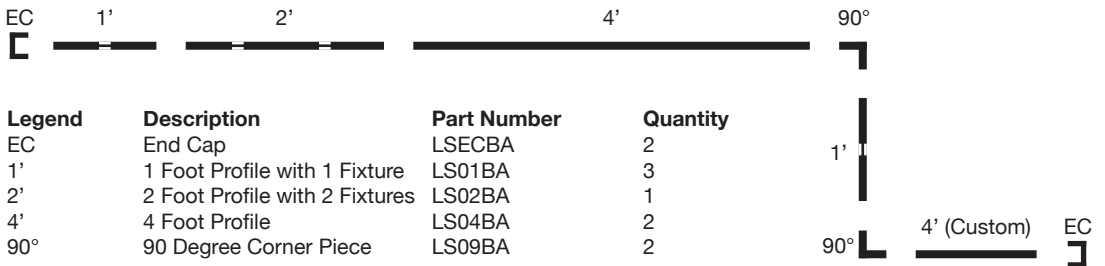 EC 1’ 2’ 4’ 90°
Legend Description Part Number Quantity
EC End Cap LSECBA 2
1’ 1 Foot Profile with 1 Fixture LS01BA 3
2’ 2 Foot Profile with 2 Fixtures LS02BA 1
4’ 4 Foot Profile LS04BA 2
90° 90 Degree Corner Piece LS09BA 2
1’
90° 4’ (Custom) EC